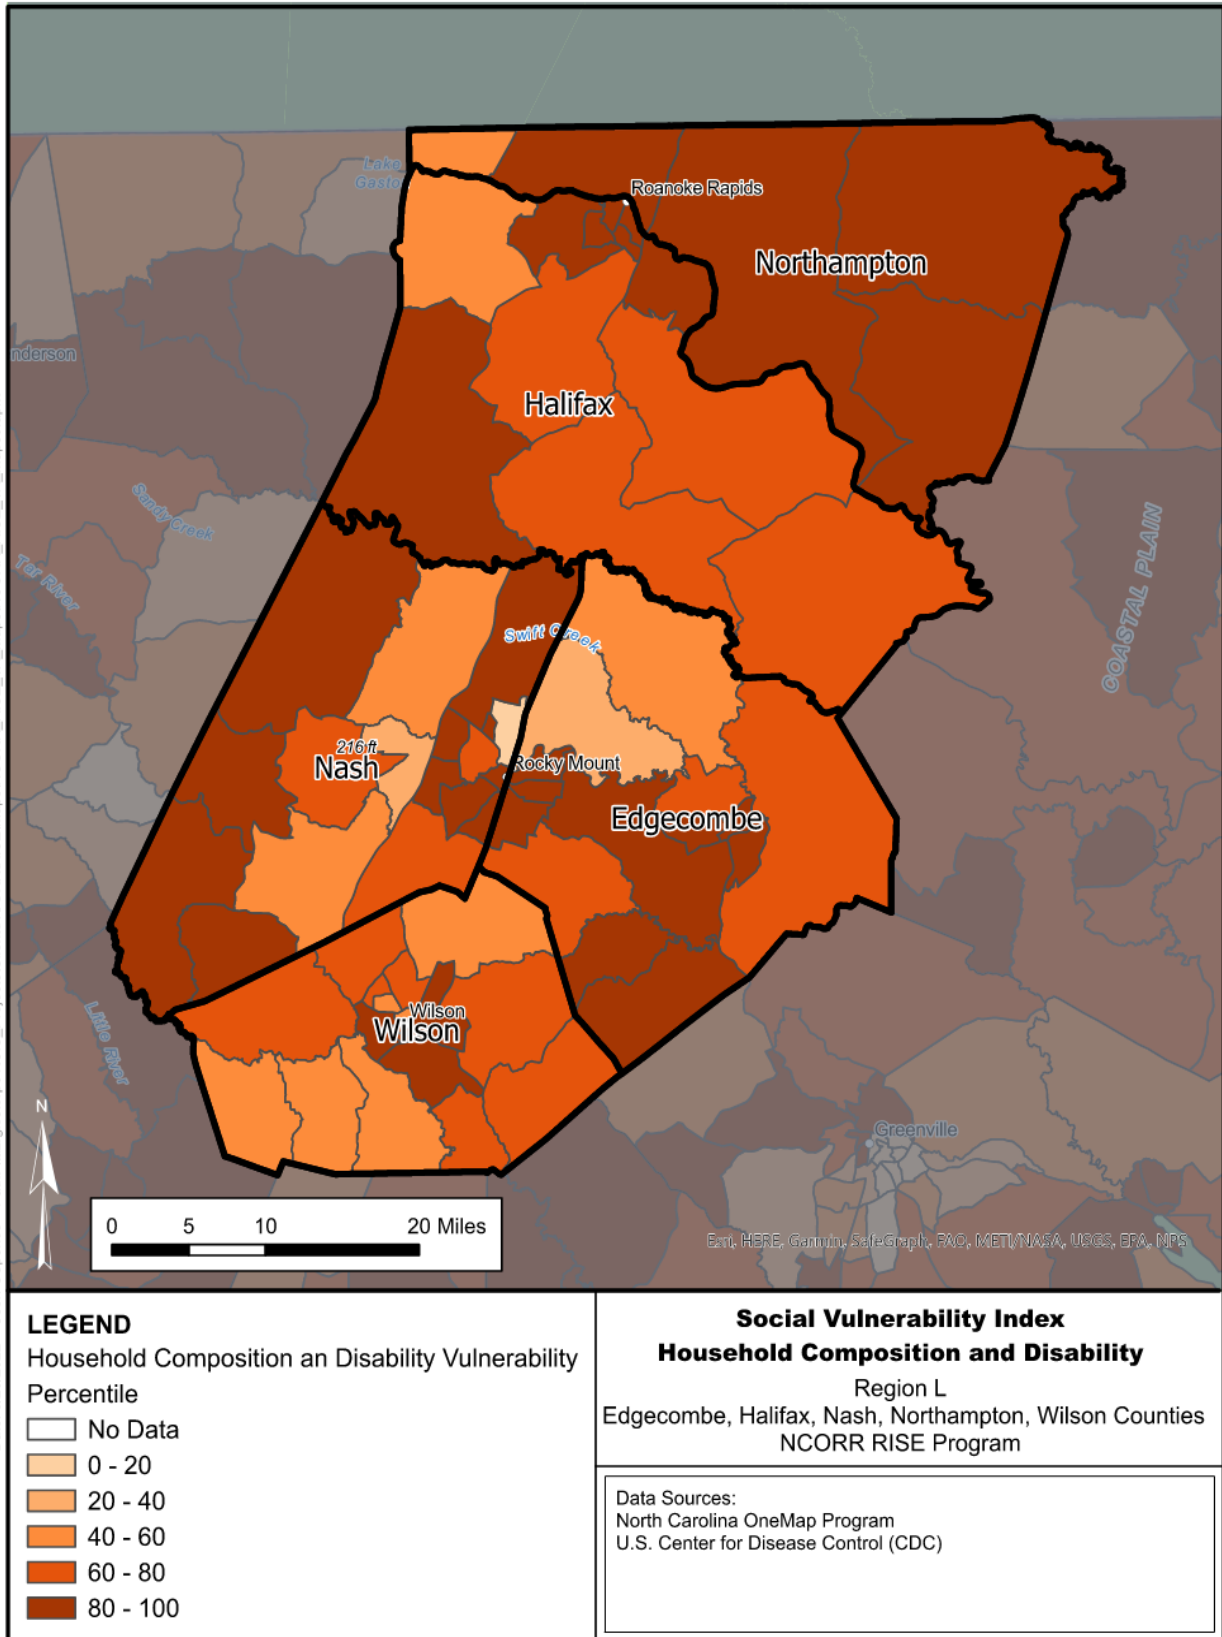 Lake
Gasto
Roanoke Rapids
Northampton
nderson
Halifax
Sandy Creek
Tar River
COASTAL PLAIN
Swift Creek
216 ft
Nash
Rocky Mount
Edgecombe
Little River
Wilson
Wilson
N
Greenville
0 5 10 20 Miles
Esri, HERE, Garmin, SafeGraph, FAO, METI/NASA, USGS, EPA, NPS
LEGEND
Household Composition an Disability Vulnerability
Percentile
No Data
0 - 20
20 - 40
40 - 60
60 - 80
80 - 100
Social Vulnerability Index
Household Composition and Disability
Region L
Edgecombe, Halifax, Nash, Northampton, Wilson Counties
NCORR RISE Program
Data Sources:
North Carolina OneMap Program
U.S. Center for Disease Control (CDC)